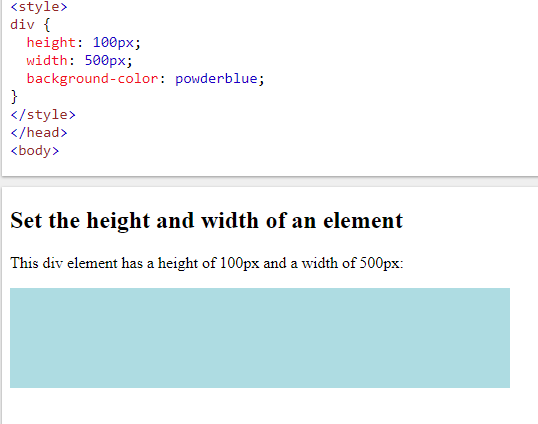 <style>
div {
  height: 100px;
  width: 500px;
  background-color: powderblue;
}
</style>
</head>
<body>
Set the height and width of an element
This div element has a height of 100px and a width of 500px: